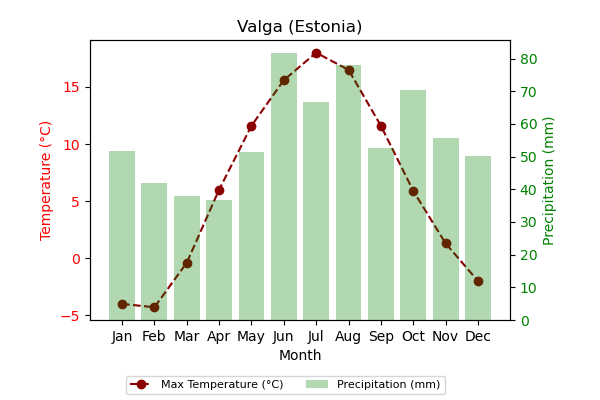 Valga (Estonia)
Temperature (°C)
15
10
5
0
−5
80
70
60
50
40
30
20
10
0
Precipitation (mm)
Jan Feb Mar Apr May Jun Jul Aug Sep Oct Nov Dec
Month
Max Temperature (°C) Precipitation (mm)